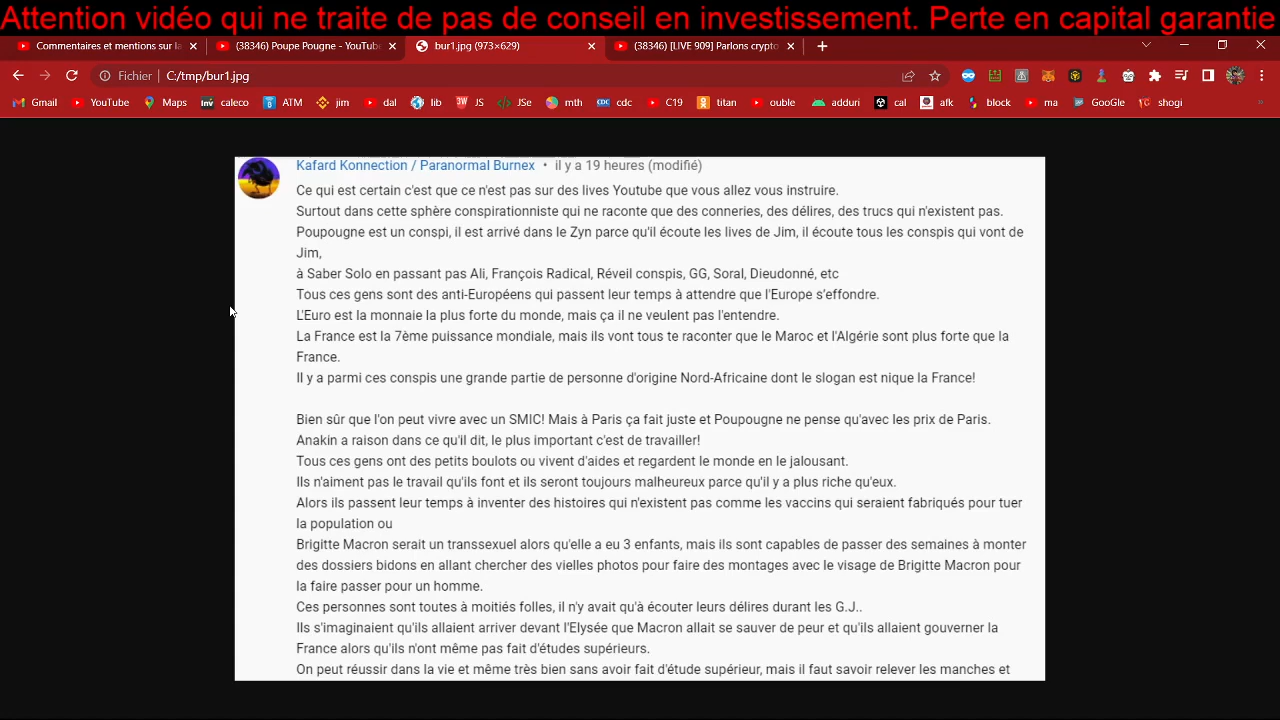 Attention vidéo qui ne traite de pas de conseil en investissement. Perte en capital garantie
Commentaires et mentions sur la
(38346) Poupe Pougne - YouTube
bur1.jpg (973×629)
(38346) [LIVE 909] Parlons crypto
Fichier
C:/tmp/bur1.jpg
Gmail
YouTube
Maps
caleco
ATM
jim
dal
lib
JS
JSe
mth
cdc
C19
titan
ouble
adduri
cal
afk
block
ma
GooGle
shogi
Kafard Konnection / Paranormal Burnex • il y a 19 heures (modifié)
Ce qui est certain c'est que ce n'est pas sur des lives Youtube que vous allez vous instruire.
Surtout dans cette sphère conspirationniste qui ne raconte que des conneries, des délires, des trucs qui n'existent pas.
Poupougne est un conspi, il est arrivé dans le Zyn parce qu'il écoute les lives de Jim, il écoute tous les conspis qui vont de
Jim,
à Saber Solo en passant pas Ali, François Radical, Réveil conspis, GG, Soral, Dieudonné, etc
Tous ces gens sont des anti-Européens qui passent leur temps à attendre que l'Europe s'effondre.
L'Euro est la monnaie la plus forte du monde, mais ça il ne veulent pas l'entendre.
La France est la 7ème puissance mondiale, mais ils vont tous te raconter que le Maroc et l'Algérie sont plus forte que la
France.
Il y a parmi ces conspis une grande partie de personne d'origine Nord-Africaine dont le slogan est nique la France!
Bien sûr que l'on peut vivre avec un SMIC! Mais à Paris ça fait juste et Poupougne ne pense qu'avec les prix de Paris.
Anakin a raison dans ce qu'il dit, le plus important c'est de travailler!
Tous ces gens ont des petits boulots ou vivent d'aides et regardent le monde en le jalousant.
Ils n'aiment pas le travail qu'ils font et ils seront toujours malheureux parce qu'il y a plus riche qu'eux.
Alors ils passent leur temps à inventer des histoires qui n'existent pas comme les vaccins qui seraient fabriqués pour tuer
la population ou
Brigitte Macron serait un transsexuel alors qu'elle a eu 3 enfants, mais ils sont capables de passer des semaines à monter
des dossiers bidons en allant chercher des vielles photos pour faire des montages avec le visage de Brigitte Macron pour
la faire passer pour un homme.
Ces personnes sont toutes à moitiés folles, il n'y avait qu'à écouter leurs délires durant les G.J..
Ils s'imaginaient qu'ils allaient arriver devant l'Elysée que Macron allait se sauver de peur et qu'ils allaient gouverner la
France alors qu'ils n'ont même pas fait d'études supérieurs.
On peut réussir dans la vie et même très bien sans avoir fait d'étude supérieur, mais il faut savoir relever les manches et